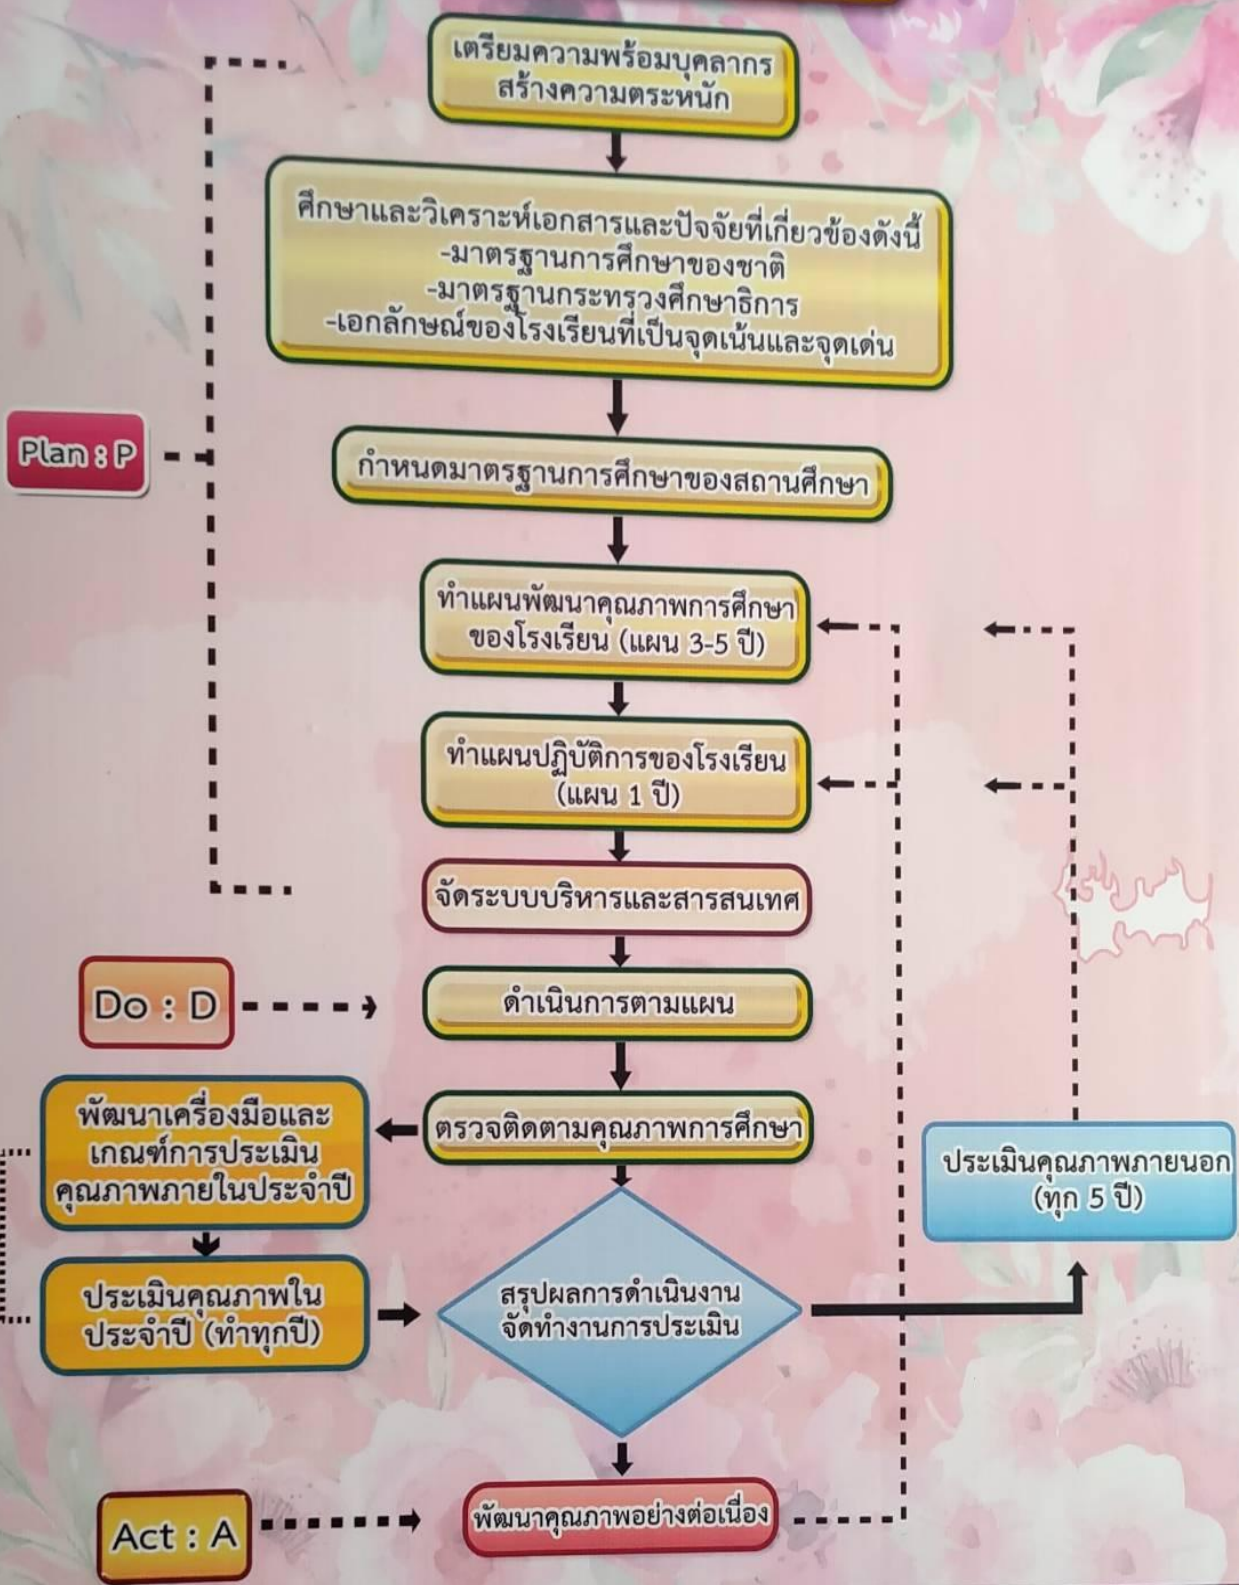 เตรียมความพร้อมบุคลากร
สร้างความตระหนัก
ศึกษาและวิเคราะห์เอกสารและปัจจัยที่เกี่ยวข้องดังนี้
-มาตรฐานการศึกษาของชาติ
-มาตรฐานกระทรวงศึกษาธิการ
-เอกลักษณ์ของโรงเรียนที่เป็นจุดเน้นและจุดเด่น
Plan : P
กำหนดมาตรฐานการศึกษาของสถานศึกษา
ทำแผนพัฒนาคุณภาพการศึกษา
ของโรงเรียน (แผน 3-5 ปี)
ทำแผนปฏิบัติการของโรงเรียน
(แผน 1 ปี)
จัดระบบบริหารและสารสนเทศ
Do : D
ดำเนินการตามแผน
ตรวจติดตามคุณภาพการศึกษา
พัฒนาเครื่องมือและ
เกณฑ์การประเมิน
คุณภาพภายในประจำปี
ประเมินคุณภาพภายนอก
(ทุก 5 ปี)
ประเมินคุณภาพใน
ประจำปี (ทำทุกปี)
สรุปผลการดำเนินงาน
จัดทำงานการประเมิน
Act : A
พัฒนาคุณภาพอย่างต่อเนื่อง